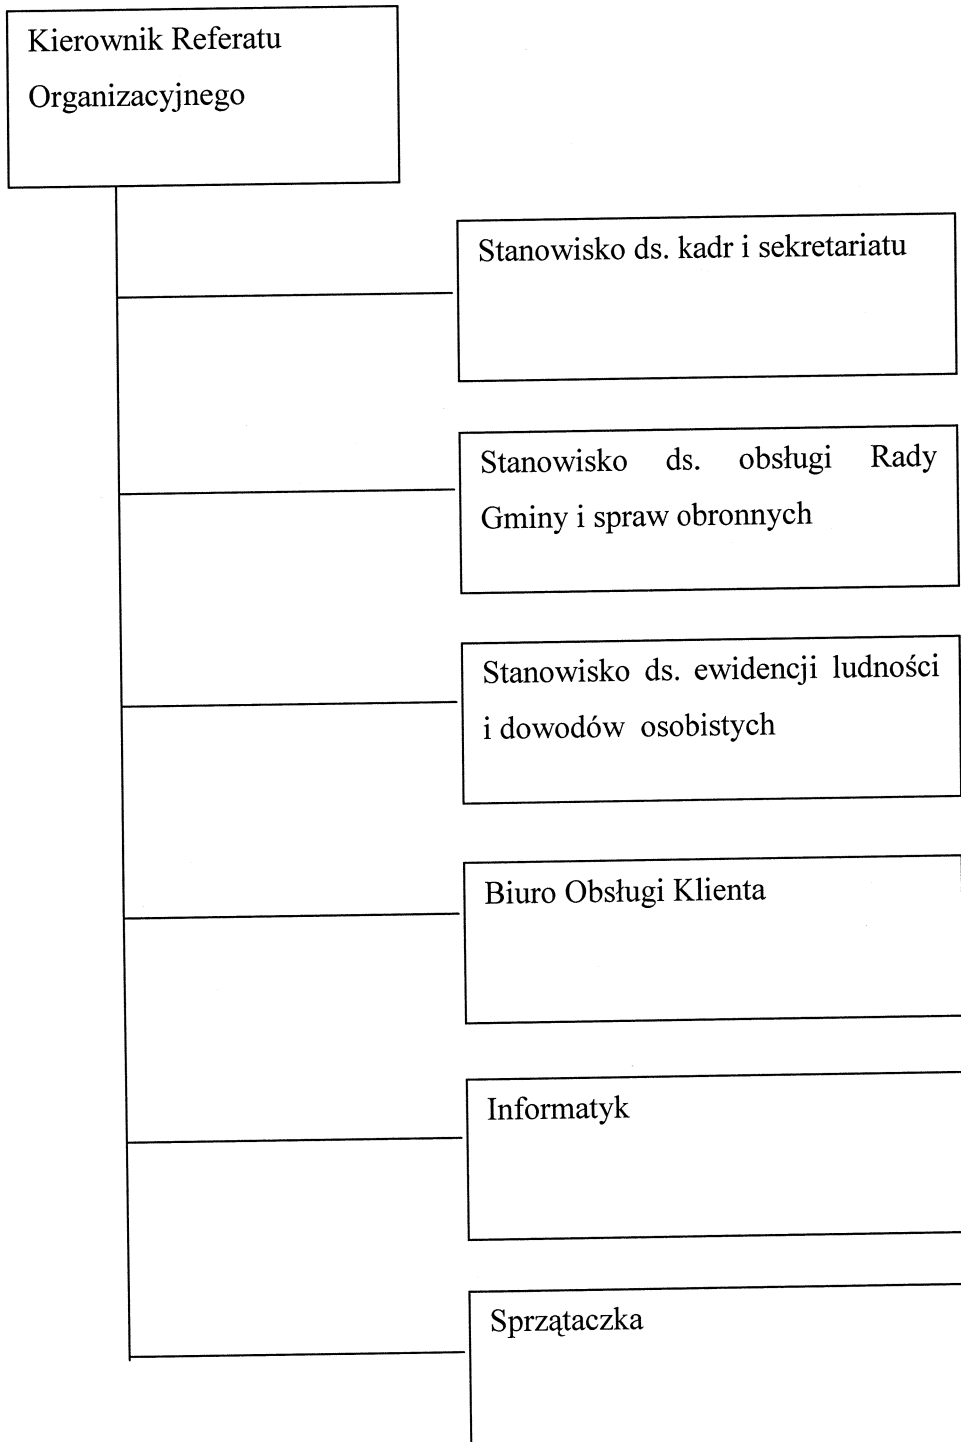 Kierownik Referatu
Organizacyjnego
Stanowisko ds. kadr i sekretariatu
Stanowisko ds. obsługi Rady
Gminy i spraw obronnych
Stanowisko ds. ewidencji ludności
i dowodów osobistych
Biuro Obsługi Klienta
Informatyk
Sprzątaczka